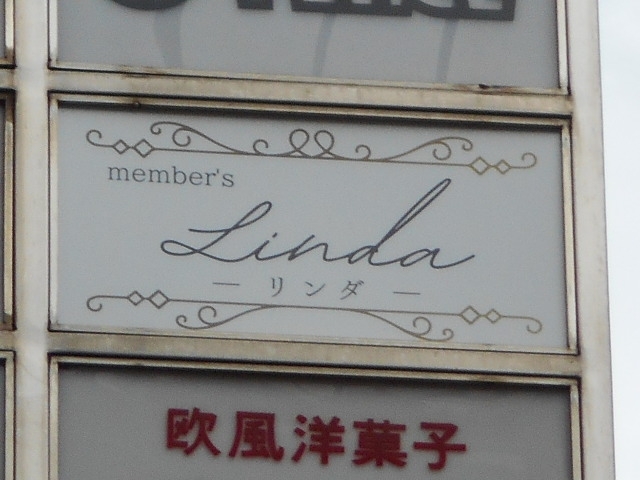 member's
Linda
― リンダ ―
欧風洋菓子